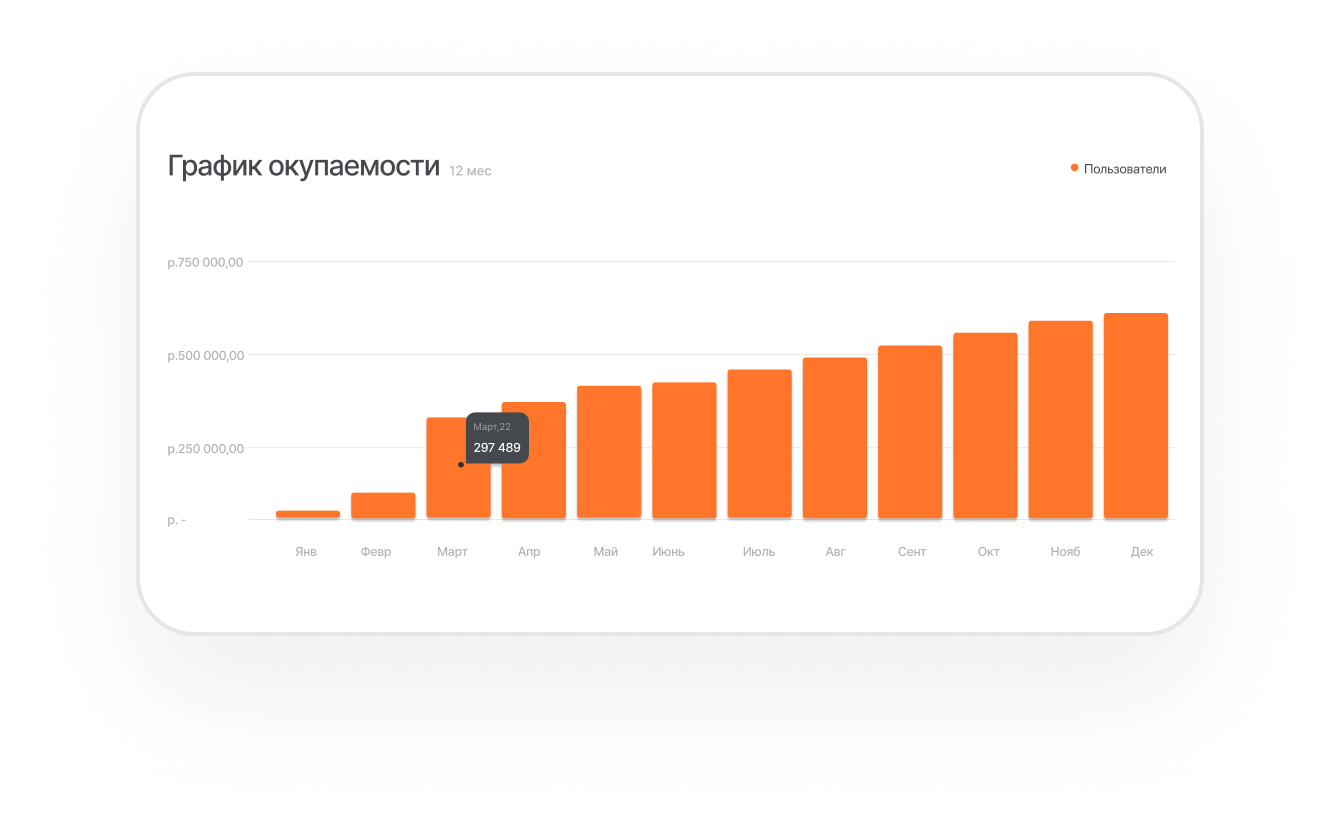 График окупаемости 12 мес
Пользователи
р.750 000,00
р.500 000,00
р.250 000,00
р. -
Март,22
297 489
Янв Февр Март Апр Май Июнь Июль Авг Сент Окт Нояб Дек